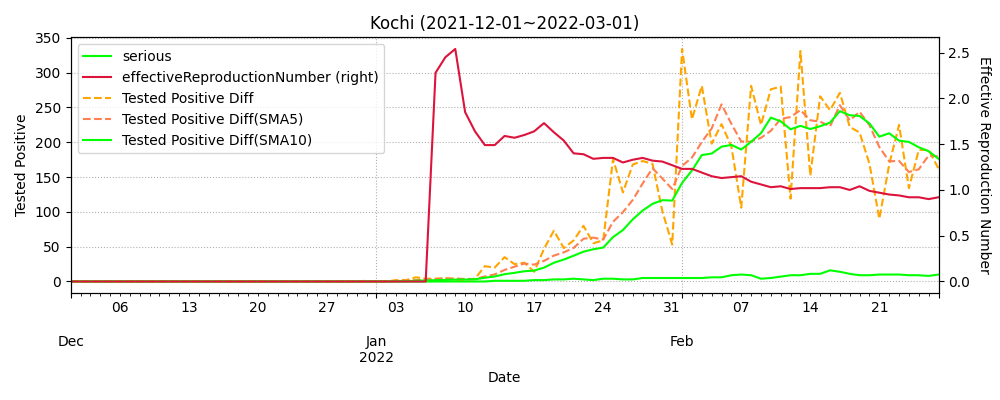 Kochi (2021-12-01~2022-03-01)
serious
effectiveReproductionNumber (right)
Tested Positive Diff
Tested Positive Diff(SMA5)
Tested Positive Diff(SMA10)
Tested Positive
350
300
250
200
150
100
50
0
2.5
2.0
1.5
1.0
0.5
0.0
Effective Reproduction Number
06 13 20 27 03 10 17 24 31 07 14 21
Dec Jan Feb
2022
Date